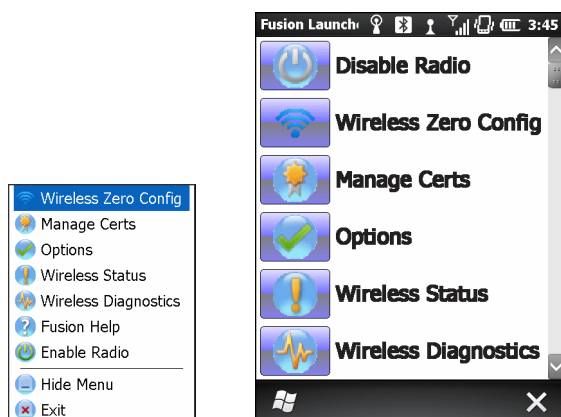 Wireless Zero Config
Manage Certs
Options
Wireless Status
Wireless Diagnostics
Fusion Help
Enable Radio
Hide Menu
Exit
Fusion Launch 3:45
Disable Radio
Wireless Zero Config
Manage Certs
Options
Wireless Status
Wireless Diagnostics